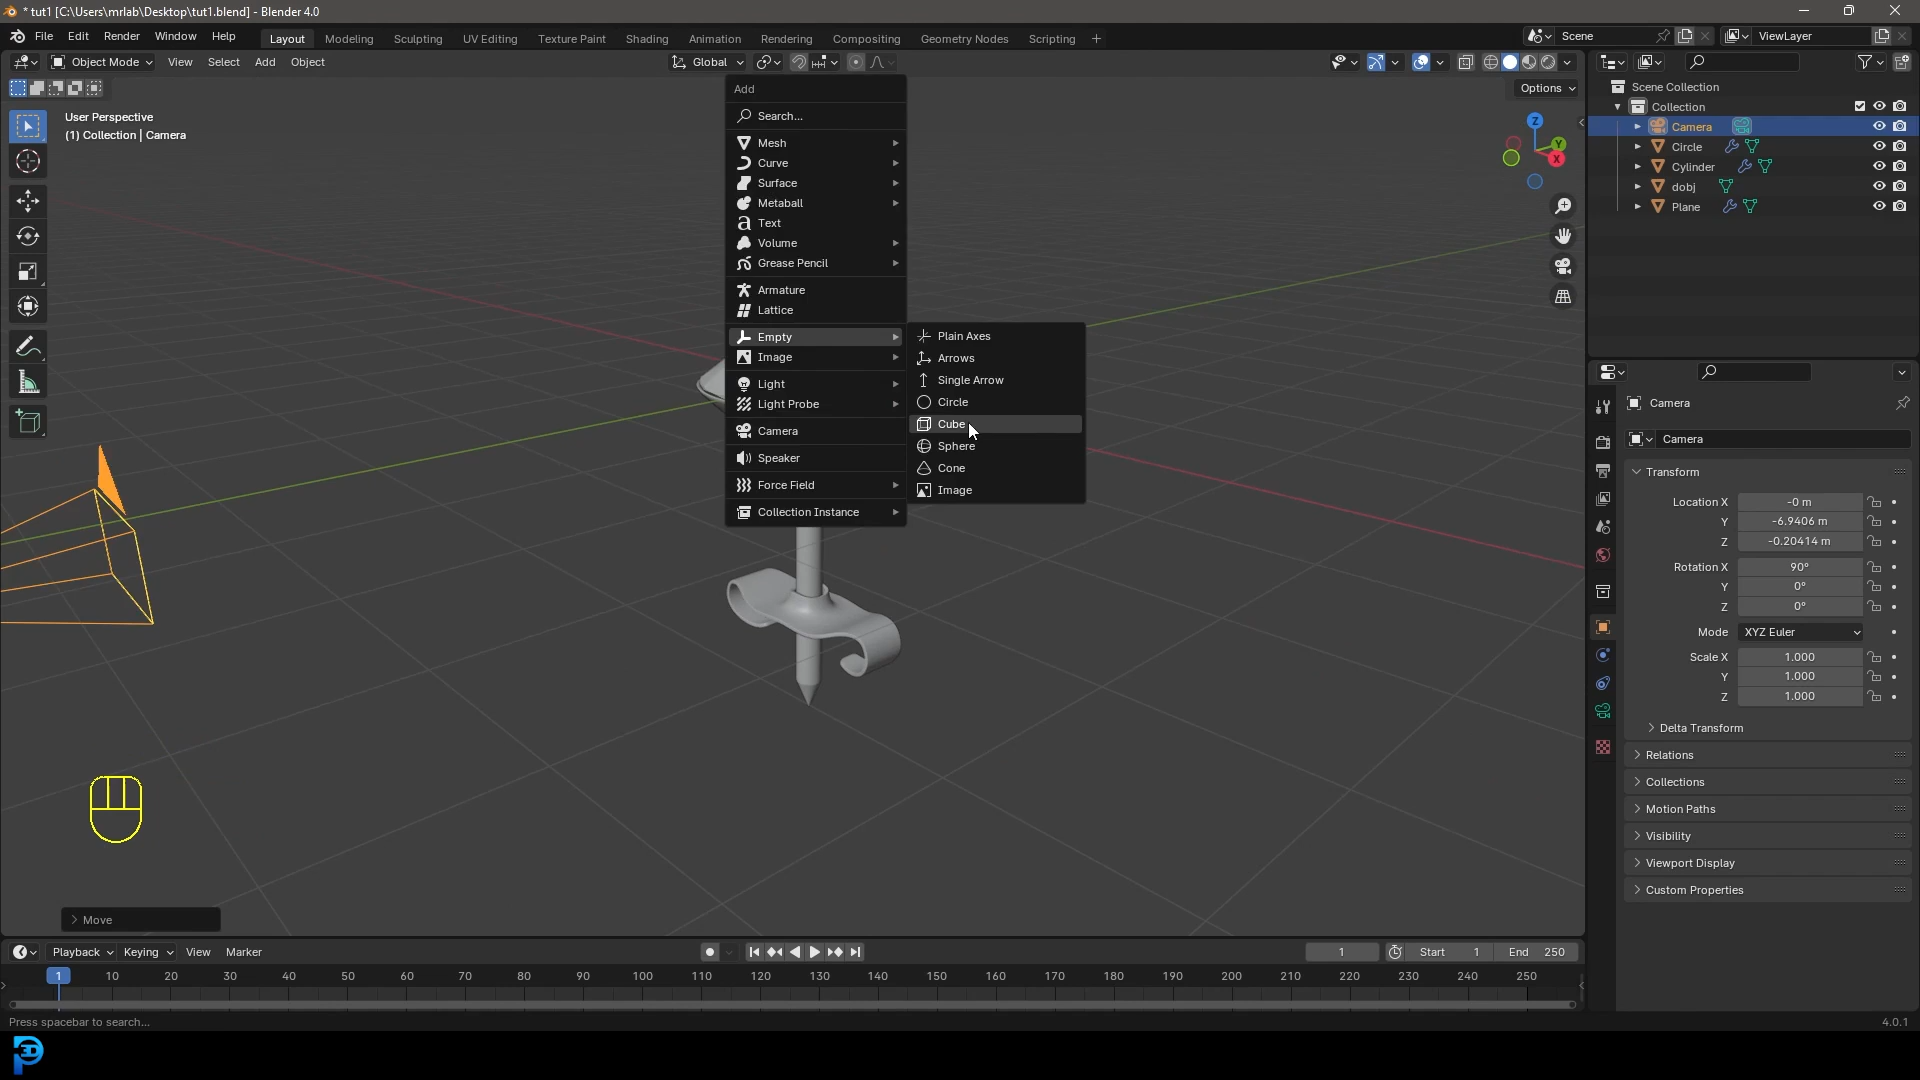 * tut1 [C:\Users\mrlab\Desktop\tut1.blend] - Blender 4.0
File Edit Render Window Help
Layout Modeling Sculpting UV Editing Texture Paint Shading Animation Rendering Compositing Geometry Nodes Scripting +
Scene
ViewLayer
Object Mode View Select Add Object
Global
Options
User Perspective
(1) Collection | Camera
Add
Search...
Mesh
Curve
Surface
Metaball
Text
Volume
Grease Pencil
Armature
Lattice
Empty
Image
Light
Light Probe
Camera
Speaker
Force Field
Collection Instance
Plain Axes
Arrows
Single Arrow
Circle
Cube
Sphere
Cone
Image
Z
Y
X
Scene Collection
Collection
Camera
Circle
Cylinder
dobj
Plane
Camera
Camera
Transform
Location X -0 m
Y -6.9406 m
Z -0.20414 m
Rotation X 90°
Y 0°
Z 0°
Mode XYZ Euler
Scale X 1.000
Y 1.000
Z 1.000
Delta Transform
Relations
Collections
Motion Paths
Visibility
Viewport Display
Custom Properties
Move
Playback Keying View Marker
1 Start 1 End 250
1 10 20 30 40 50 60 70 80 90 100 110 120 130 140 150 160 170 180 190 200 210 220 230 240 250
Press spacebar to search...
4.0.1